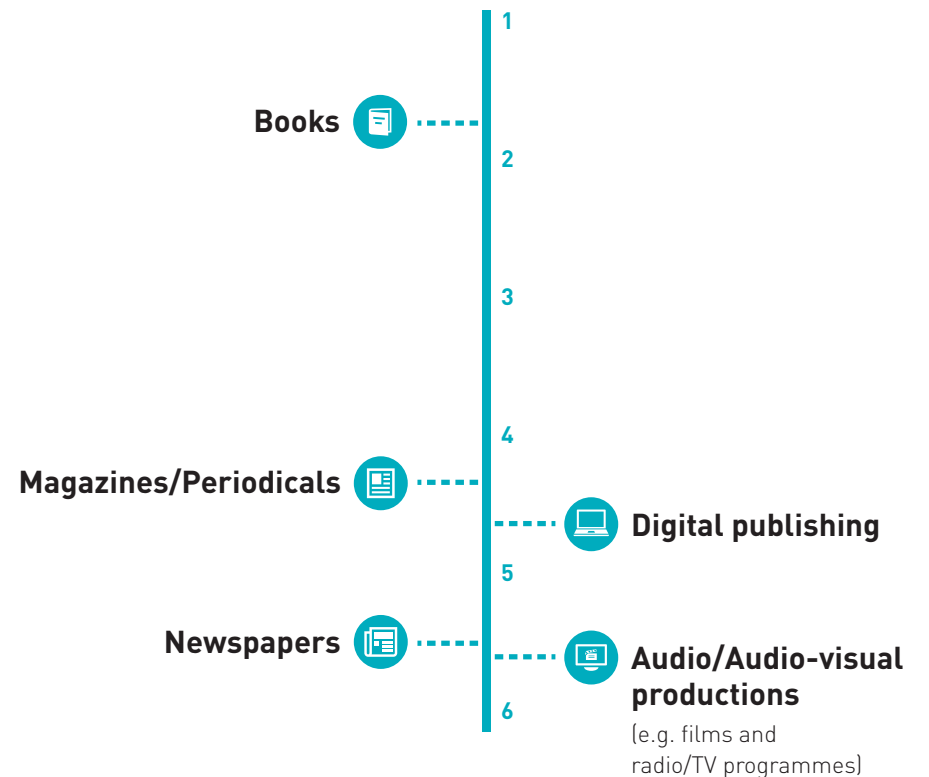 1
Books
2
3
4
Magazines/Periodicals
Digital publishing
5
Newspapers
Audio/Audio-visual
productions
6
(e.g. films and
radio/TV programmes)